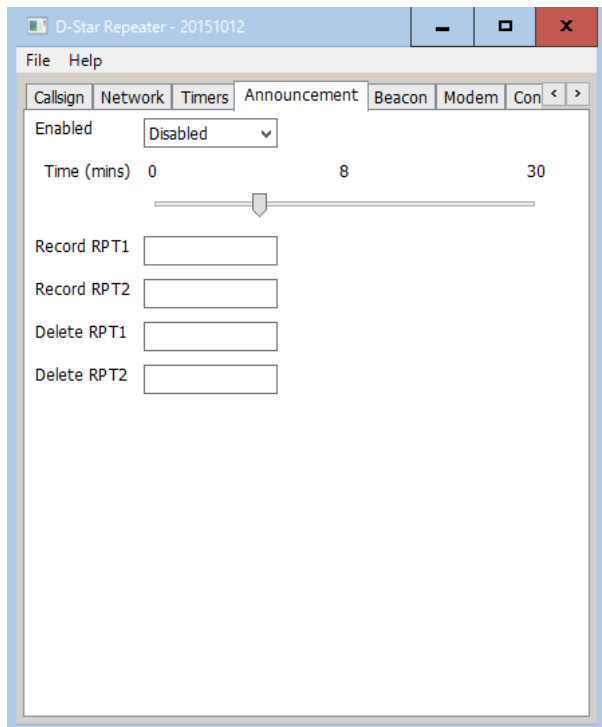 D-Star Repeater - 20151012
File Help
Callsign Network Timers Announcement Beacon Modem Con
Enabled Disabled
Time (mins) 0 8 30
Record RPT1
Record RPT2
Delete RPT1
Delete RPT2